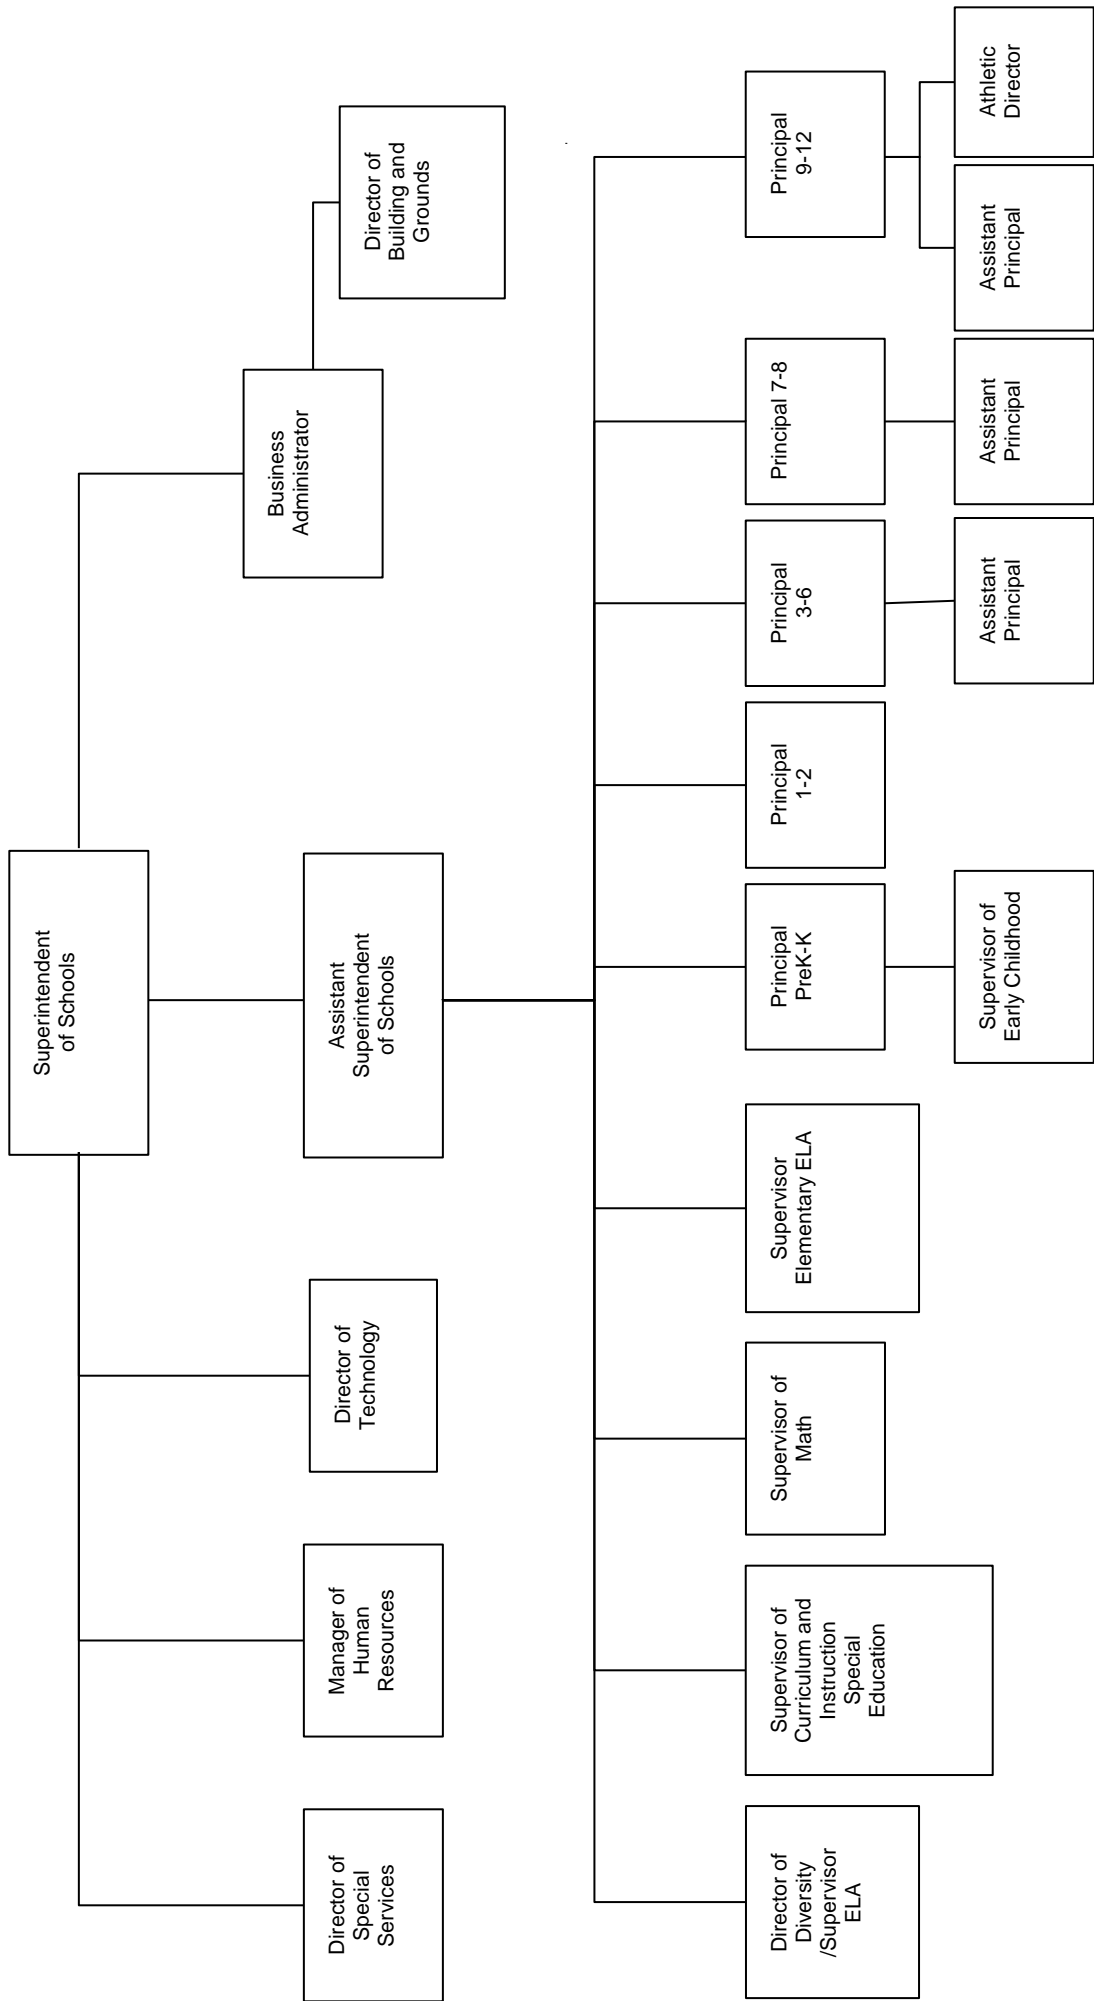 Superintendent
of Schools
Business
Administrator
Director of
Building and
Grounds
Director of
Special
Services
Manager of
Human
Resources
Director of
Technology
Assistant
Superintendent
of Schools
Director of
Diversity
/Supervisor
ELA
Supervisor of
Curriculum and
Instruction
Special
Education
Supervisor of
Math
Supervisor
Elementary ELA
Principal
PreK-K
Principal
1-2
Principal
3-6
Principal 7-8
Principal
9-12
Supervisor of
Early Childhood
Assistant
Principal
Assistant
Principal
Assistant
Principal
Athletic
Director